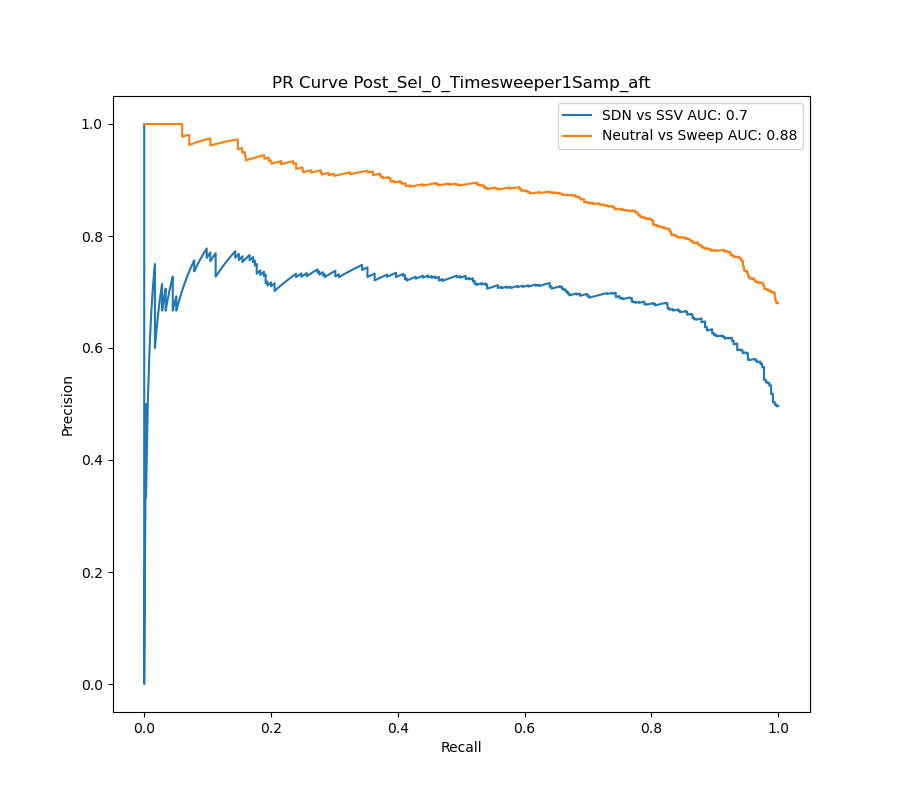 PR Curve Post_Sel_0_Timesweeper1Samp_aft
SDN vs SSV AUC: 0.7
Neutral vs Sweep AUC: 0.88
1.0
0.8
0.6
0.4
0.2
0.0
Precision
0.0 0.2 0.4 0.6 0.8 1.0
Recall